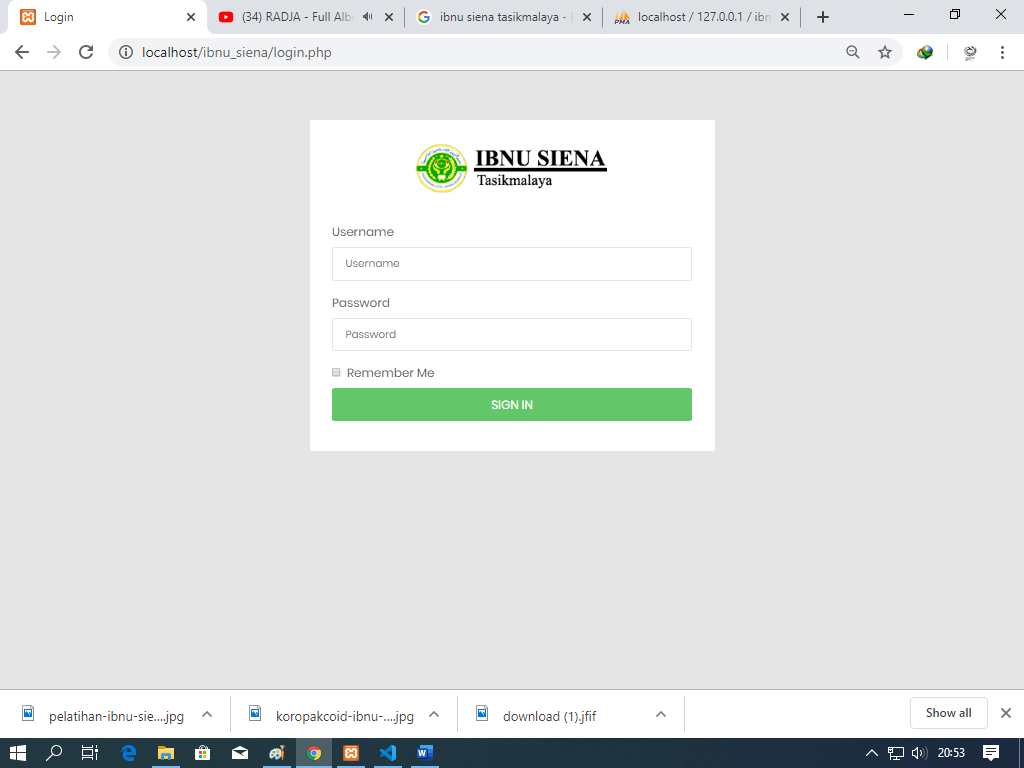 Login
(34) RADJA - Full Alb
ibnu siena tasikmalaya -
localhost / 127.0.0.1 / ibn
localhost/ibnu_siena/login.php
IBNU SIENA
Tasikmalaya
Username
Username
Password
Password
Remember Me
SIGN IN
pelatihan-ibnu-sie....jpg
koropakcoid-ibnu-....jpg
download (1).jfif
Show all
20:53